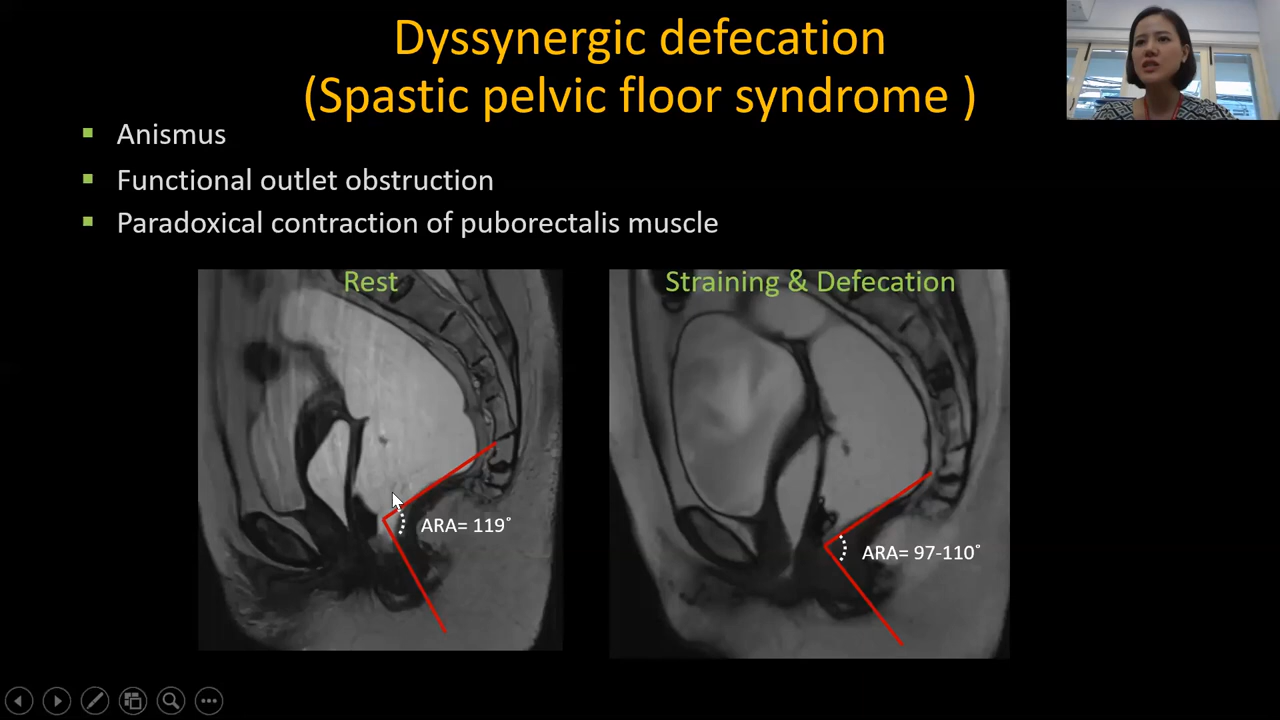 Dyssynergic defecation
(Spastic pelvic floor syndrome )
Anismus
Functional outlet obstruction
Paradoxical contraction of puborectalis muscle
Rest
Straining & Defecation
ARA= 119˚
ARA= 97-110˚